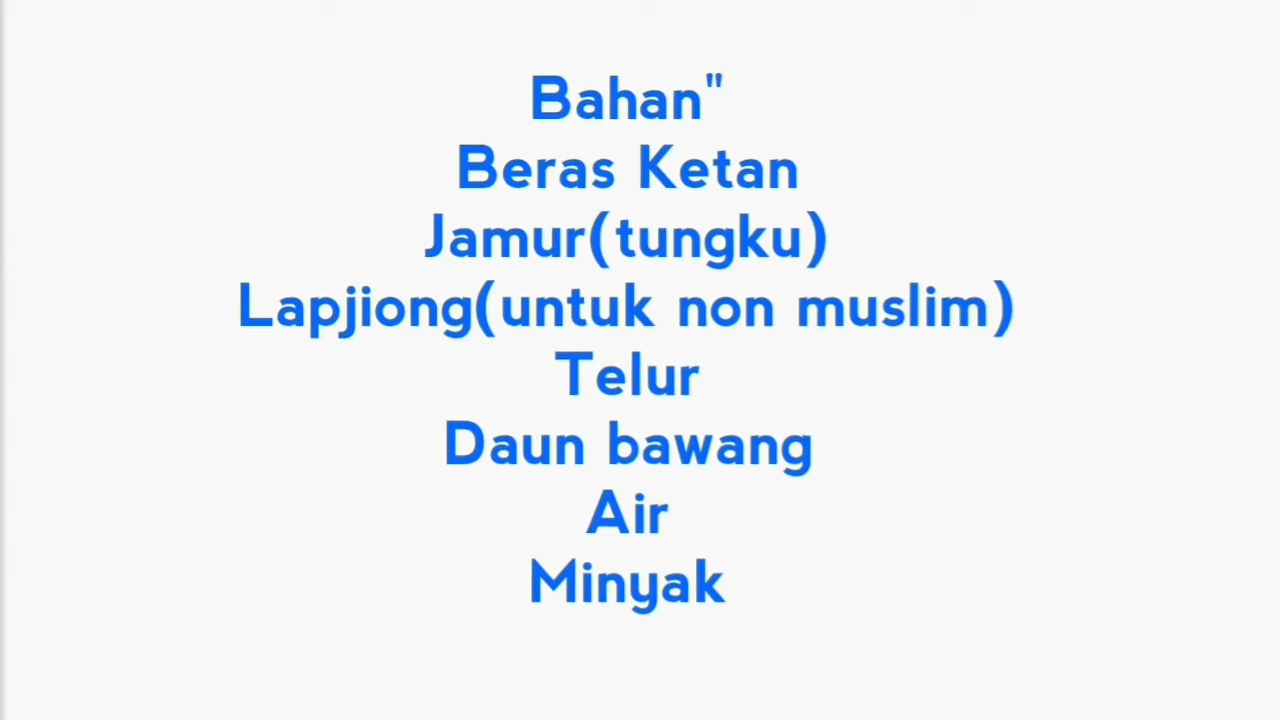 Bahan"
Beras Ketan
Jamur(tungku)
Lapjiong(untuk non muslim)
Telur
Daun bawang
Air
Minyak